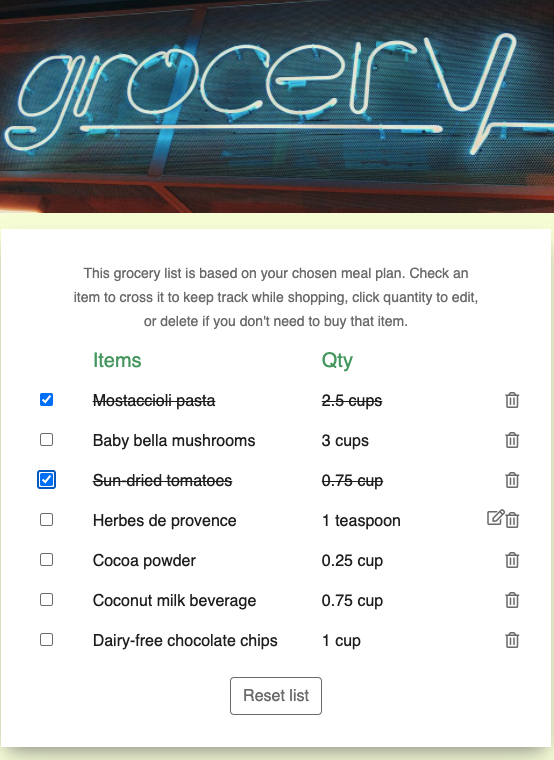 grocery
This grocery list is based on your chosen meal plan. Check an
item to cross it to keep track while shopping, click quantity to edit,
or delete if you don't need to buy that item.
Items Qty
Mostaccioli pasta 2.5 cups
Baby bella mushrooms 3 cups
Sun-dried tomatoes 0.75 cup
Herbes de provence 1 teaspoon
Cocoa powder 0.25 cup
Coconut milk beverage 0.75 cup
Dairy-free chocolate chips 1 cup
Reset list